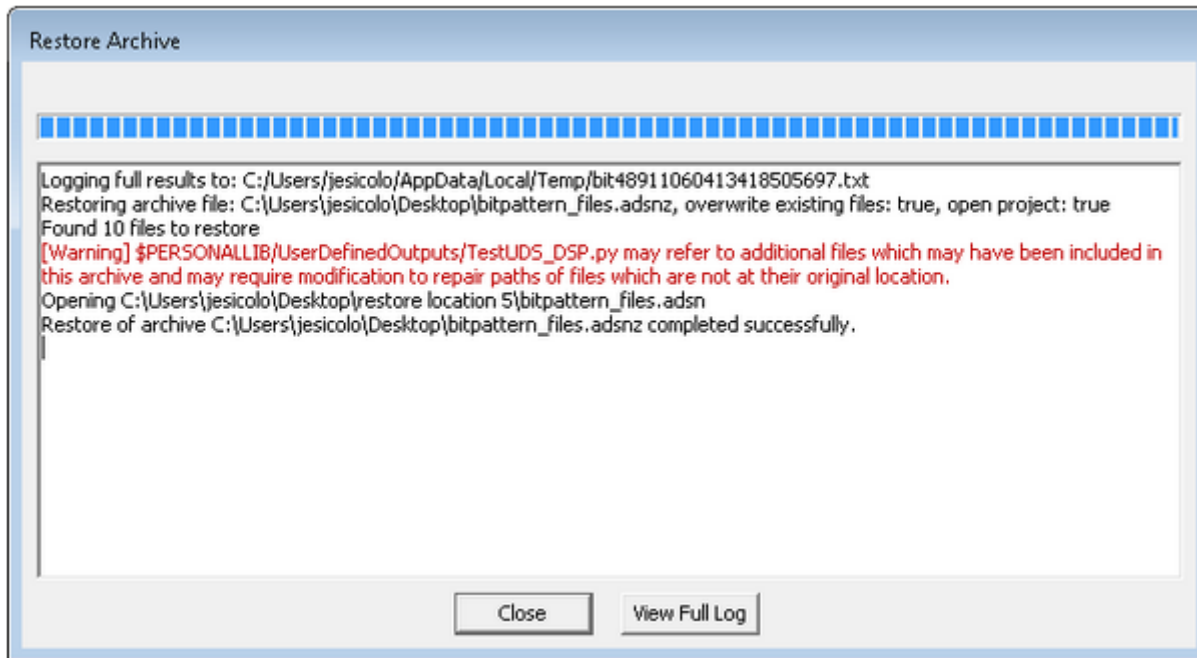 Restore Archive
Logging full results to: C:/Users/jesicolo/AppData/Local/Temp/bit48911060413418505697.txt
Restoring archive file: C:\Users\jesicolo\Desktop\bitpattern_files.adsnz, overwrite existing files: true, open project: true
Found 10 files to restore
[Warning] $PERSONALLIB/UserDefinedOutputs/TestUDS_DSP.py may refer to additional files which may have been included in
this archive and may require modification to repair paths of files which are not at their original location.
Opening C:\Users\jesicolo\Desktop\restore location 5\bitpattern_files.adsn
Restore of archive C:\Users\jesicolo\Desktop\bitpattern_files.adsnz completed successfully.
Close View Full Log